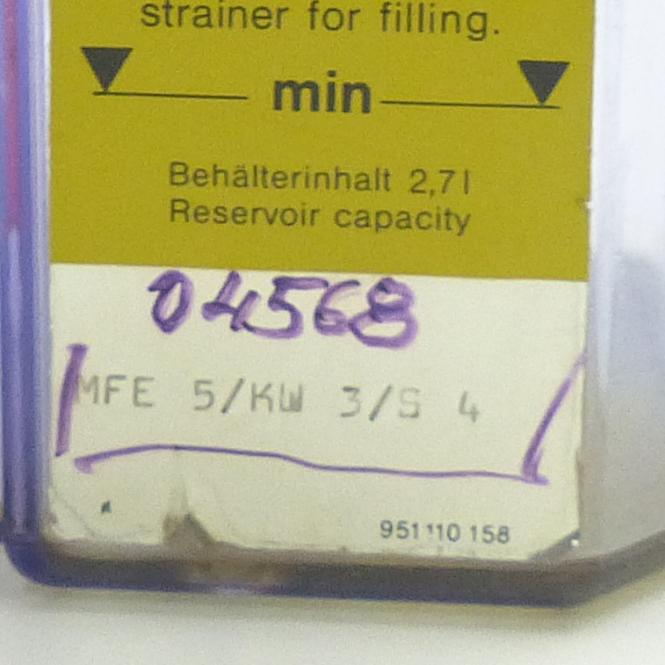 strainer for filling.
min
Behälterinhalt 2,7 l
Reservoir capacity
04568
MFE 5/KW 3/S 4
951 110 158